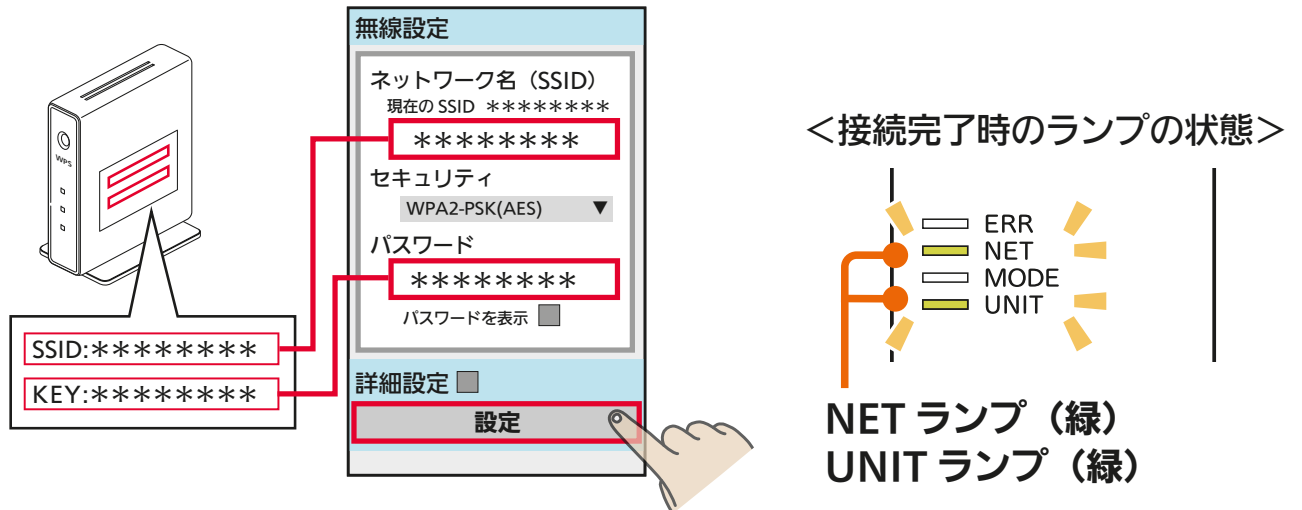 WPS
SSID:********
KEY:********
無線設定
ネットワーク名（SSID）
現在の SSID ********
********
セキュリティ
WPA2-PSK(AES) ▼
パスワード
********
パスワードを表示
詳細設定
設定
＜接続完了時のランプの状態＞
ERR
NET
MODE
UNIT
NET ランプ（緑）
UNIT ランプ（緑）